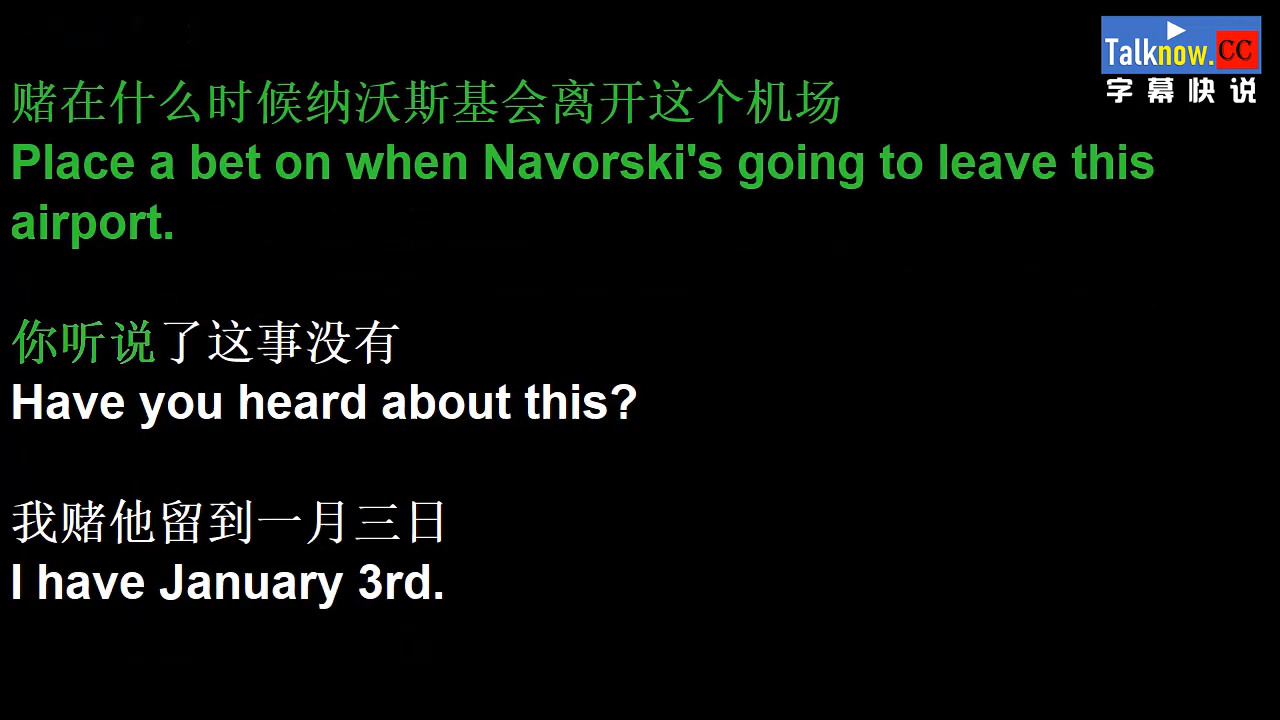 Talknow.CC
字幕快说
赌在什么时候纳沃斯基会离开这个机场
Place a bet on when Navorski's going to leave this
airport.
你听说了这事没有
Have you heard about this?
我赌他留到一月三日
I have January 3rd.